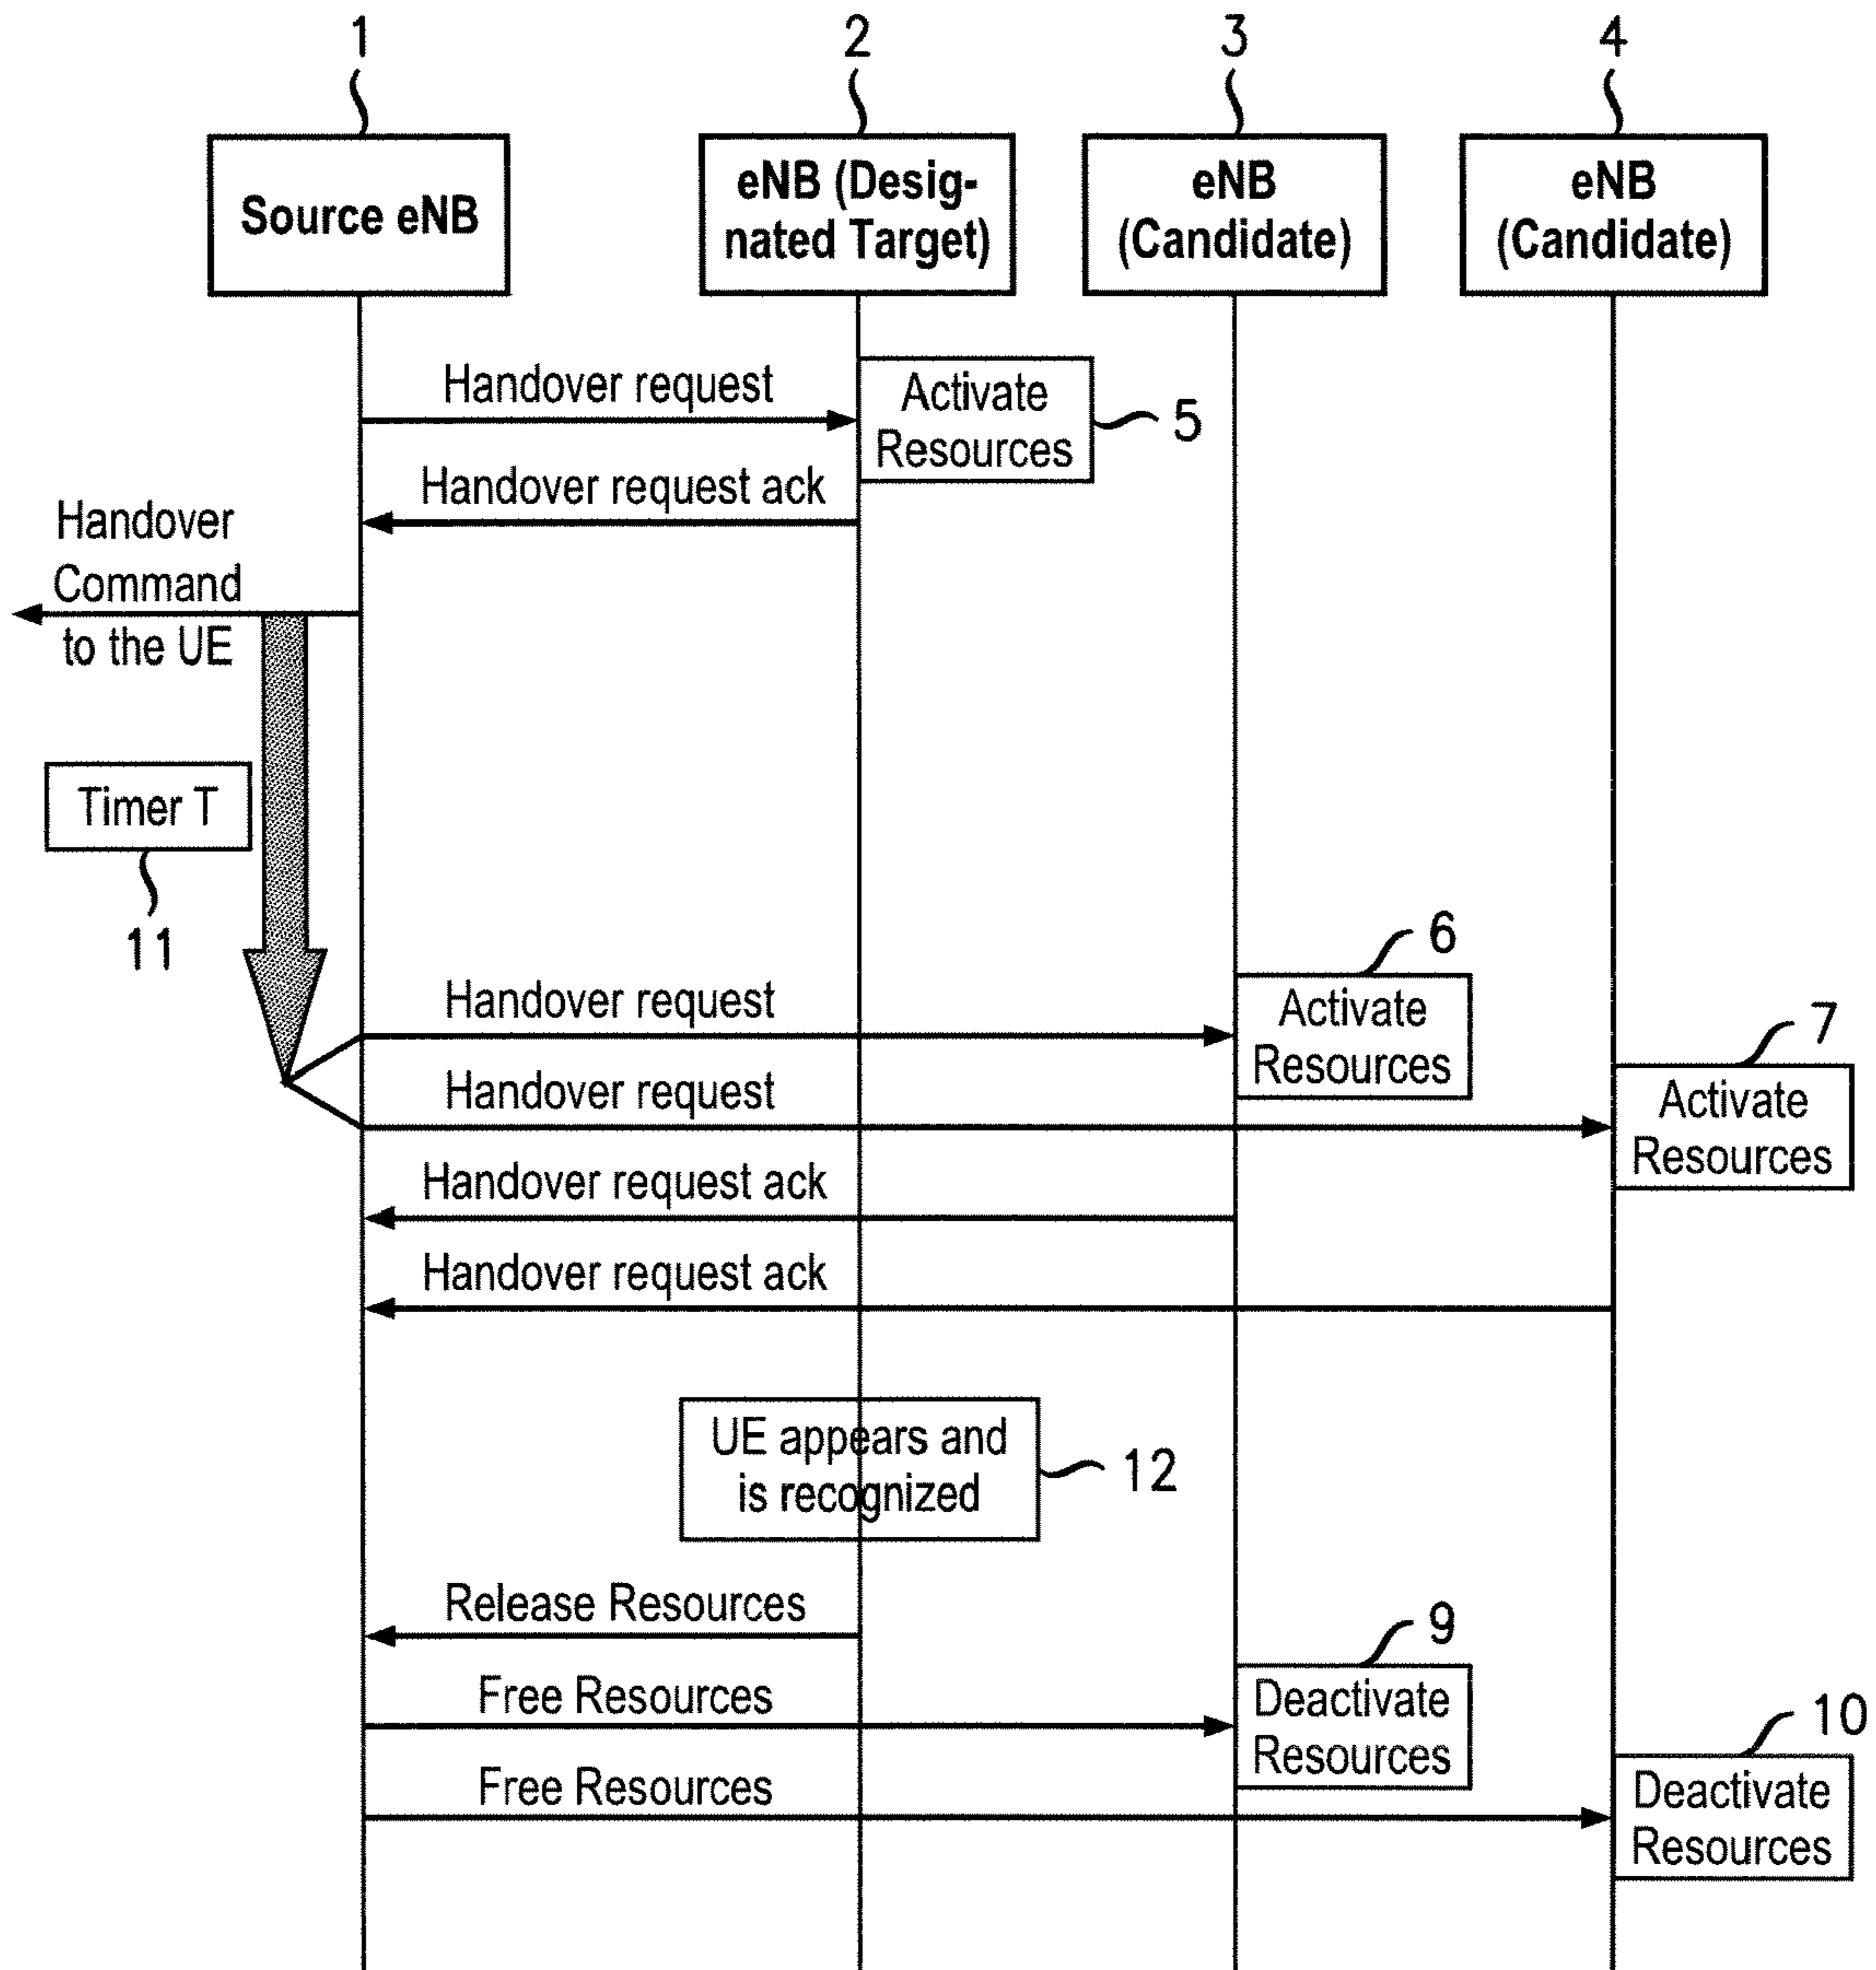 1
2
3
4
Source eNB
eNB (Desig-
nated Target)
eNB
(Candidate)
eNB
(Candidate)
Handover request
Activate
Resources
5
Handover request ack
Handover
Command
to the UE
Timer T
11
6
Handover request
Activate
Resources
7
Handover request
Activate
Resources
Handover request ack
Handover request ack
UE appears and
is recognized
12
Release Resources
9
Free Resources
Deactivate
Resources
10
Free Resources
Deactivate
Resources